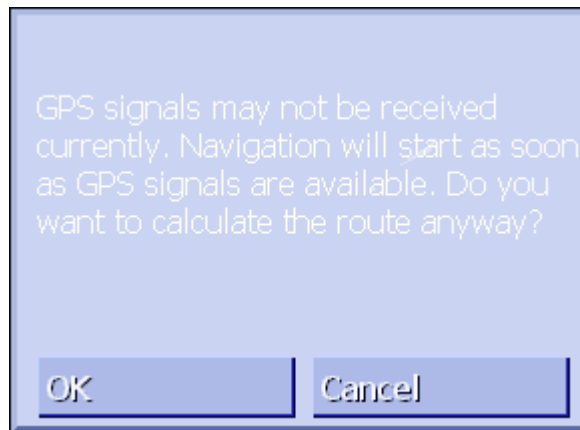 GPS signals may not be received
currently. Navigation will start as soon
as GPS signals are available. Do you
want to calculate the route anyway?
OK
Cancel